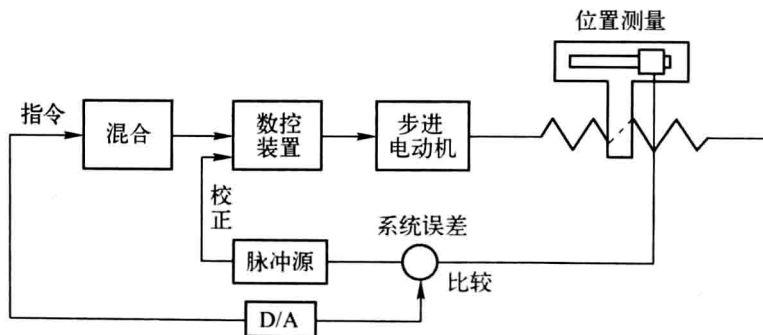 位置测量
指令
混合
数控
装置
步进
电动机
校
正
系统误差
脉冲源
比较
D/A